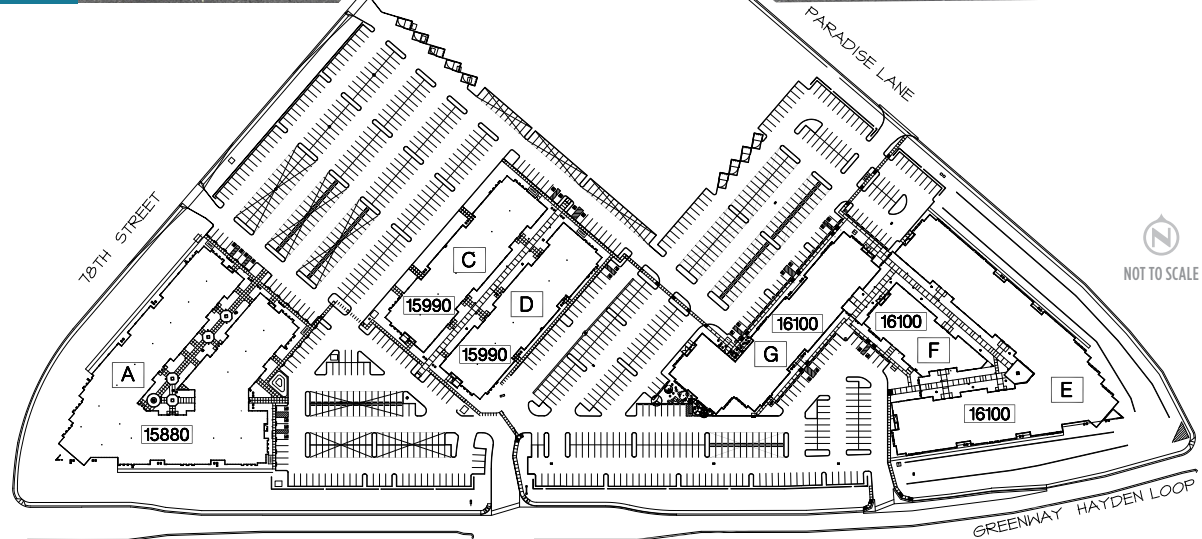 PARADISE LANE
78TH STREET
N
NOT TO SCALE
C
15990
D
15990
16100
G
16100
F
E
16100
A
15880
GREENWAY HAYDEN LOOP